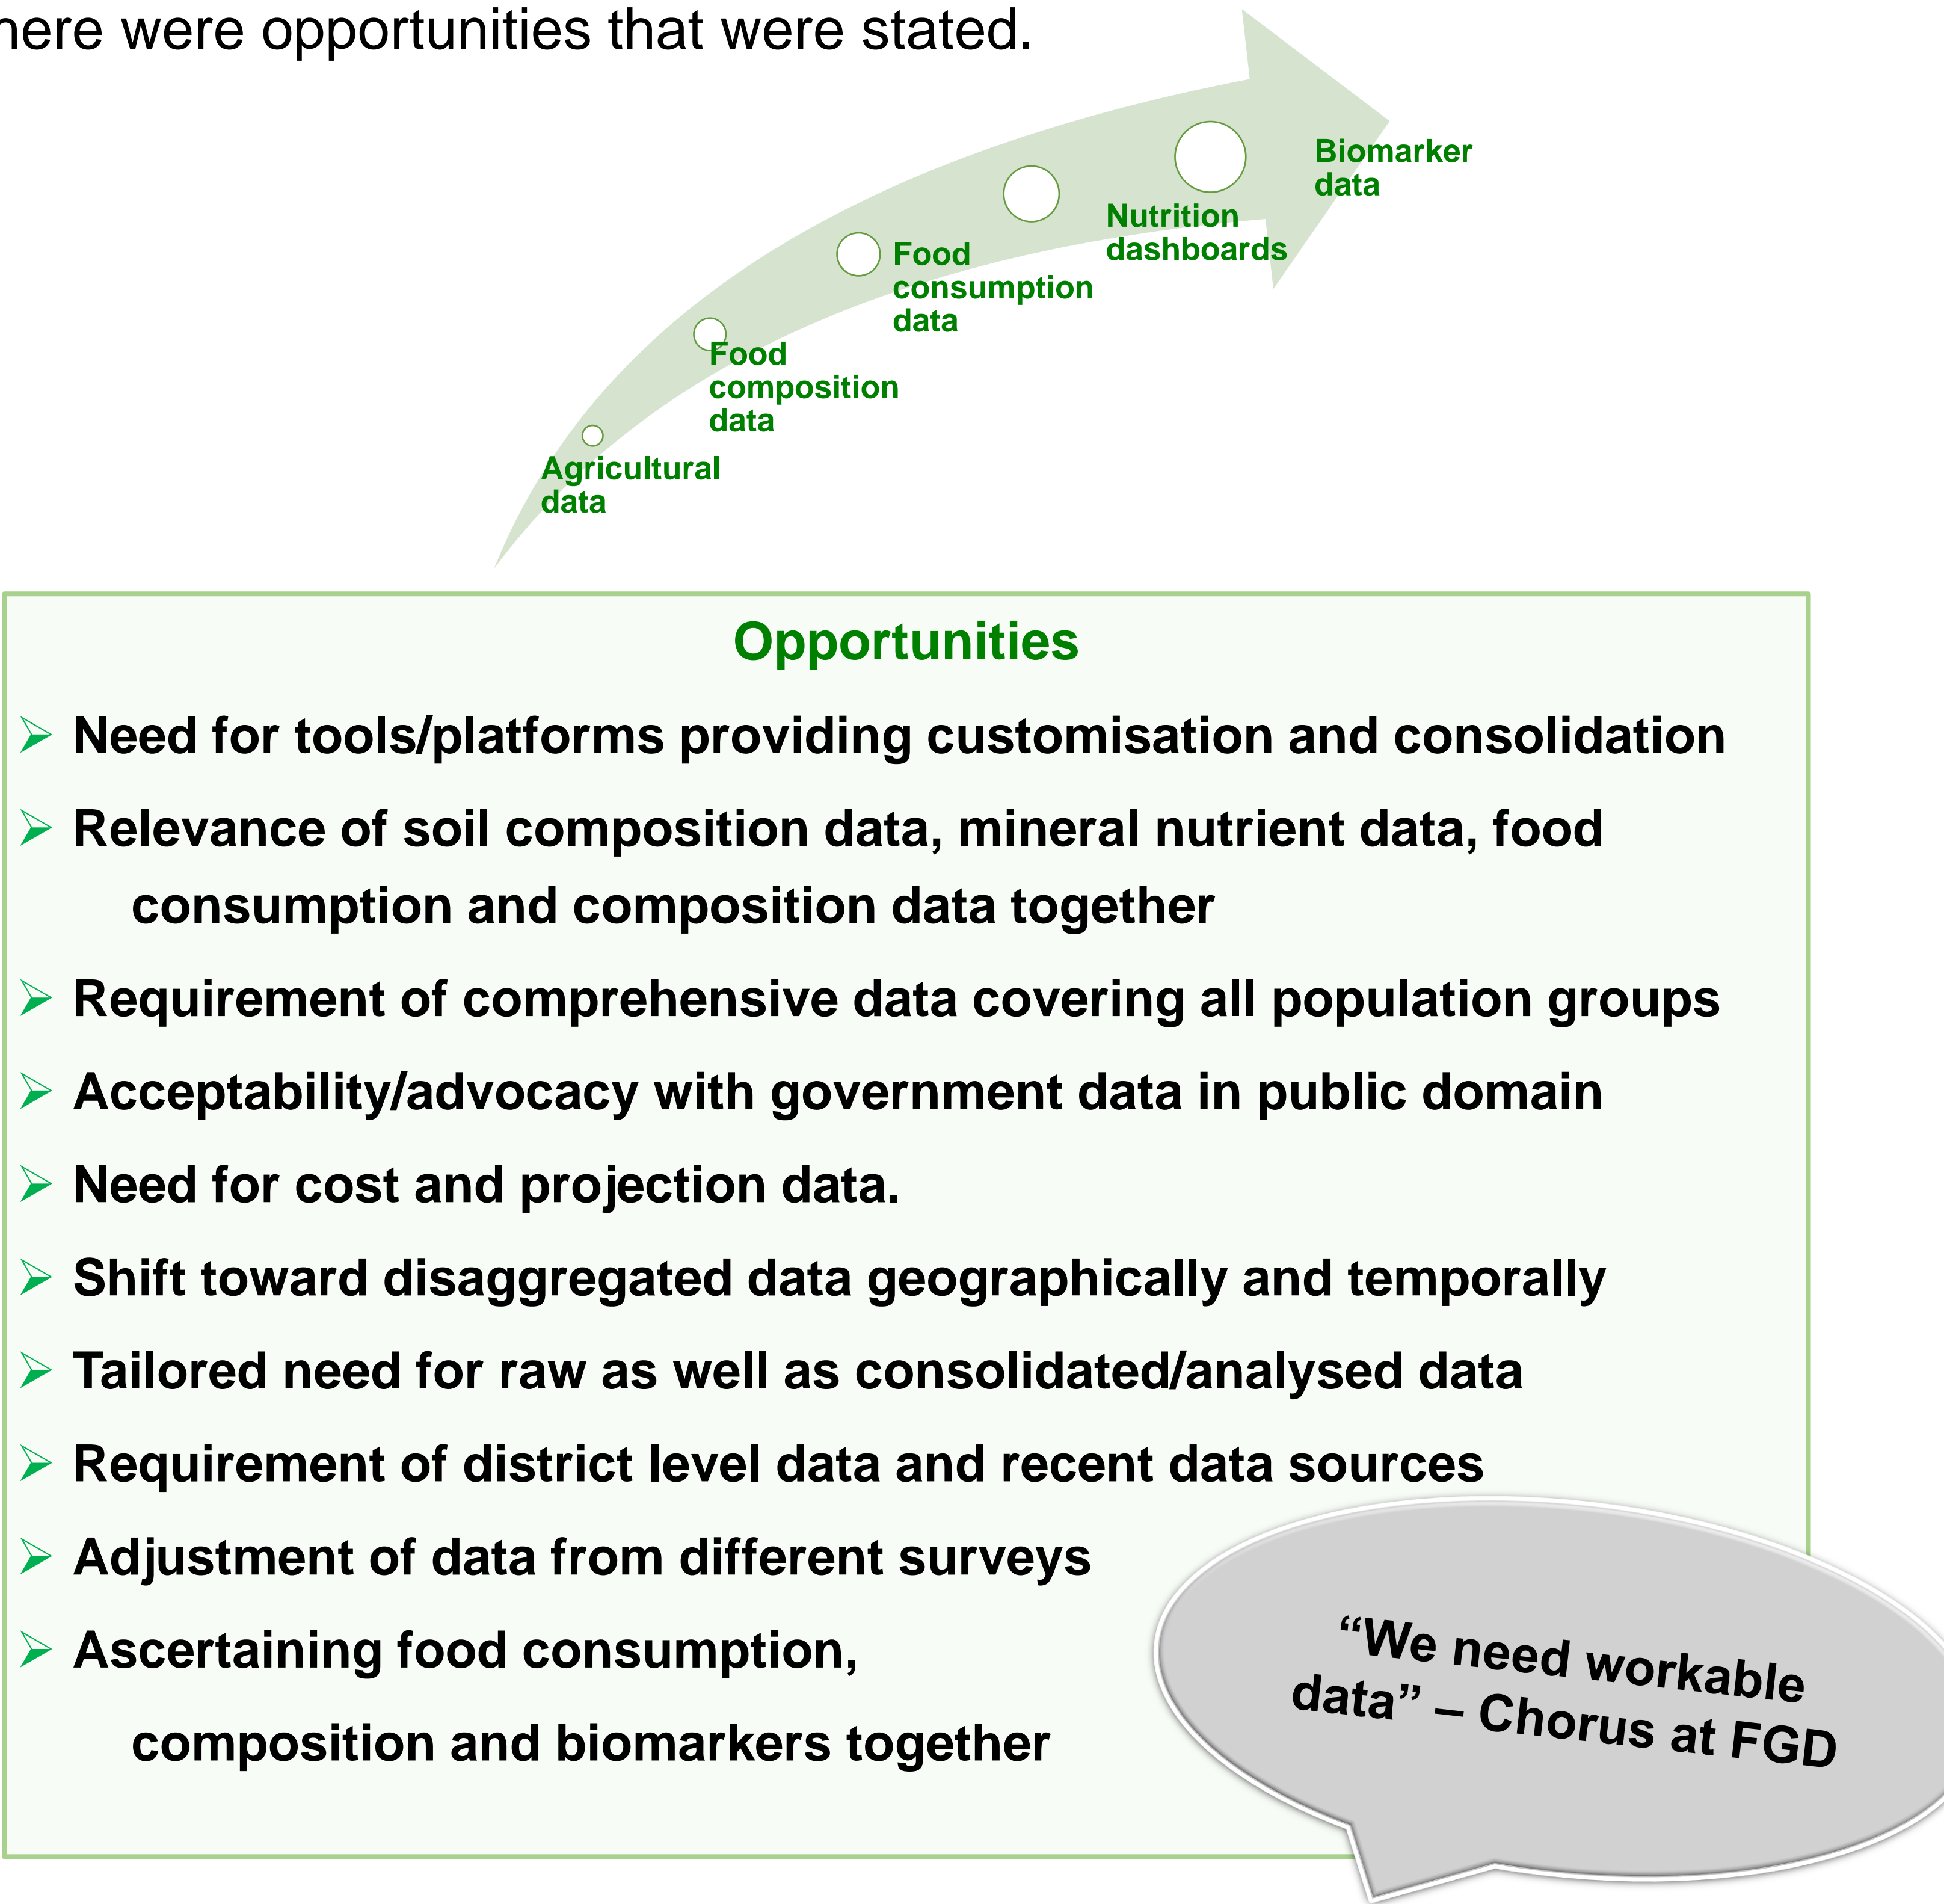 here were opportunities that were stated.
Biomarker
data
Nutrition
dashboards
Food
consumption
data
Food
composition
data
Agricultural
data
Opportunities
➢ Need for tools/platforms providing customisation and consolidation
➢ Relevance of soil composition data, mineral nutrient data, food
consumption and composition data together
➢ Requirement of comprehensive data covering all population groups
➢ Acceptability/advocacy with government data in public domain
➢ Need for cost and projection data.
➢ Shift toward disaggregated data geographically and temporally
➢ Tailored need for raw as well as consolidated/analysed data
➢ Requirement of district level data and recent data sources
➢ Adjustment of data from different surveys
➢ Ascertaining food consumption,
composition and biomarkers together
“We need workable
data” – Chorus at FGD